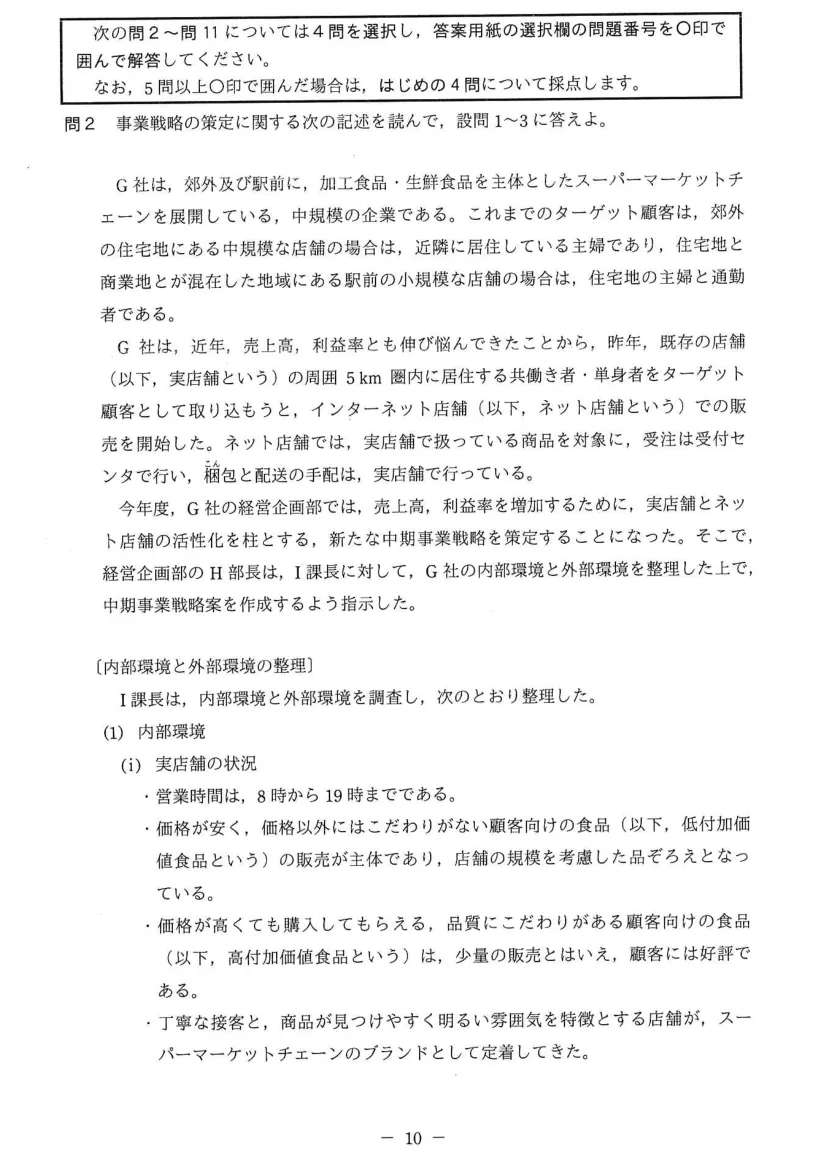 次の問2～問11については4問を選択し，答案用紙の選択欄の問題番号を○印で
囲んで解答してください。
なお，5問以上○印で囲んだ場合は，はじめの4問について採点します。
問2　事業戦略の策定に関する次の記述を読んで，設問1～3に答えよ。
G社は，郊外及び駅前に，加工食品・生鮮食品を主体としたスーパーマーケットチ
ェーンを展開している，中規模の企業である。これまでのターゲット顧客は，郊外
の住宅地にある中規模な店舗の場合は，近隣に居住している主婦であり，住宅地と
商業地とが混在した地域にある駅前の小規模な店舗の場合は，住宅地の主婦と通勤
者である。
G社は，近年，売上高，利益率とも伸び悩んできたことから，昨年，既存の店舗
（以下，実店舗という）の周囲 5 km 圏内に居住する共働き者・単身者をターゲット
顧客として取り込もうと，インターネット店舗（以下，ネット店舗という）での販
売を開始した。ネット店舗では，実店舗で扱っている商品を対象に，受注は受付セ
ンタで行い，梱包と配送の手配は，実店舗で行っている。
今年度，G社の経営企画部では，売上高，利益率を増加するために，実店舗とネッ
ト店舗の活性化を柱とする，新たな中期事業戦略を策定することになった。そこで，
経営企画部のH部長は，I課長に対して，G社の内部環境と外部環境を整理した上で，
中期事業戦略案を作成するよう指示した。
〔内部環境と外部環境の整理〕
I課長は，内部環境と外部環境を調査し，次のとおり整理した。
(1) 内部環境
(i) 実店舗の状況
・営業時間は，8時から19時までである。
・価格が安く，価格以外にはこだわりがない顧客向けの食品（以下，低付加価
値食品という）の販売が主体であり，店舗の規模を考慮した品ぞろえとなっ
ている。
・価格が高くても購入してもらえる，品質にこだわりがある顧客向けの食品
（以下，高付加価値食品という）は，少量の販売とはいえ，顧客には好評で
ある。
・丁寧な接客と，商品が見つけやすく明るい雰囲気を特徴とする店舗が，スー
パーマーケットチェーンのブランドとして定着してきた。
－ 10 －